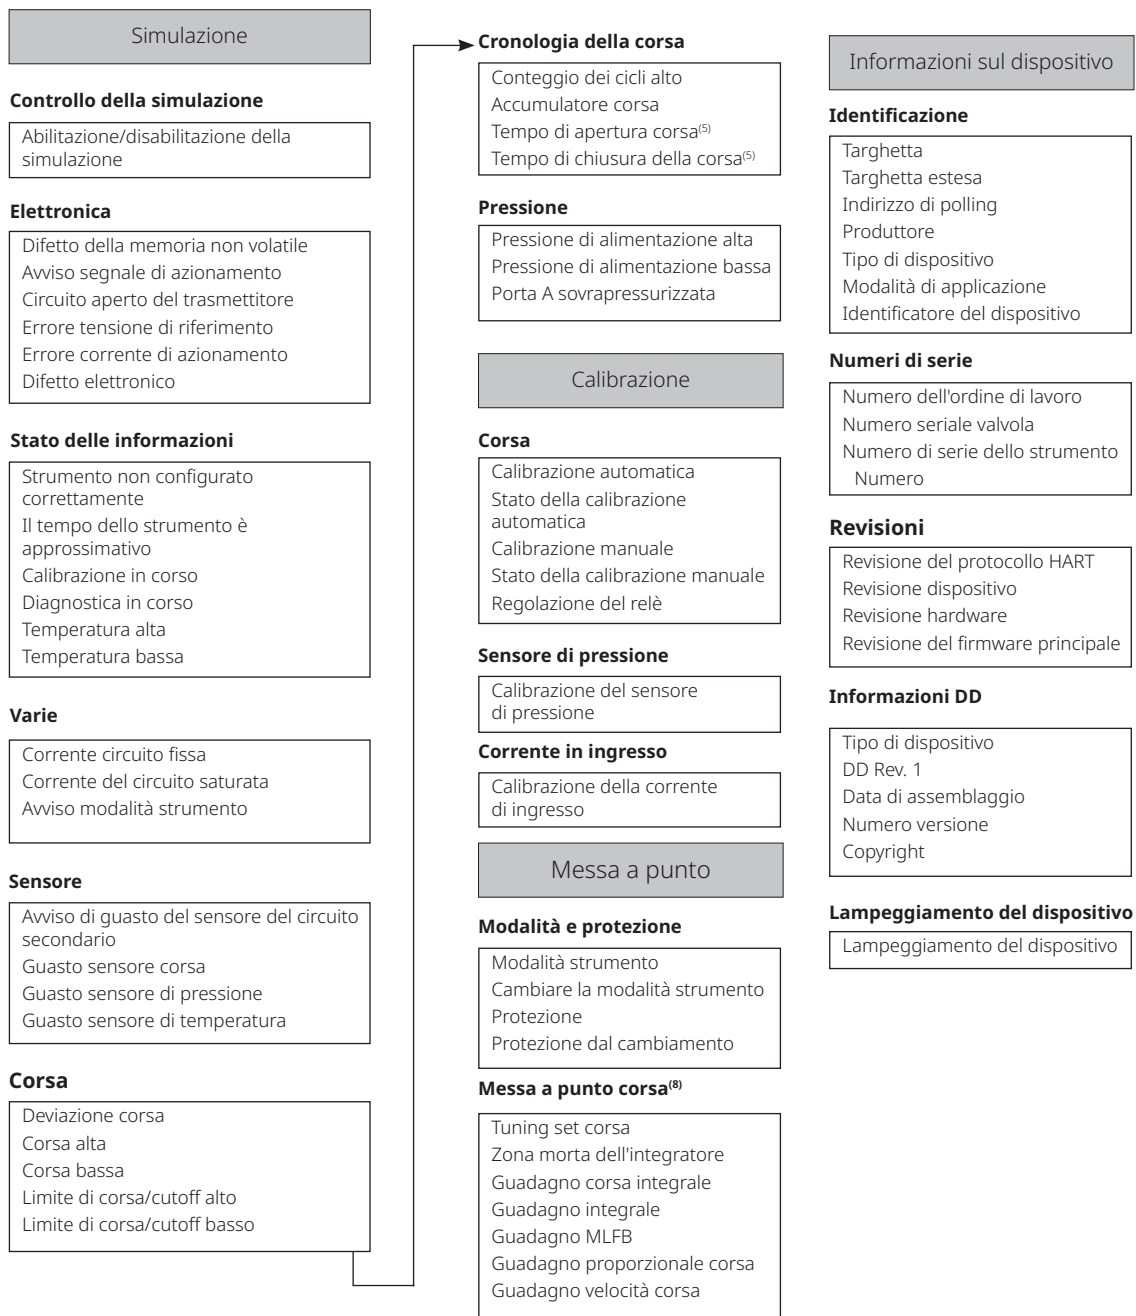 Simulazione
Controllo della simulazione
Abilitazione/disabilitazione della
simulazione
Elettronica
Difetto della memoria non volatile
Avviso segnale di azionamento
Circuito aperto del trasmettitore
Errore tensione di riferimento
Errore corrente di azionamento
Difetto elettronico
Stato delle informazioni
Strumento non configurato
correttamente
Il tempo dello strumento è
approssimativo
Calibrazione in corso
Diagnostica in corso
Temperatura alta
Temperatura bassa
Varie
Corrente circuito fissa
Corrente del circuito saturata
Avviso modalità strumento
Sensore
Avviso di guasto del sensore del circuito
secondario
Guasto sensore corsa
Guasto sensore di pressione
Guasto sensore di temperatura
Corsa
Deviazione corsa
Corsa alta
Corsa bassa
Limite di corsa/cutoff alto
Limite di corsa/cutoff basso
Cronologia della corsa
Conteggio dei cicli alto
Accumulatore corsa
Tempo di apertura corsa(5)
Tempo di chiusura della corsa(5)
Pressione
Pressione di alimentazione alta
Pressione di alimentazione bassa
Porta A sovrapressurizzata
Calibrazione
Corsa
Calibrazione automatica
Stato della calibrazione
automatica
Calibrazione manuale
Stato della calibrazione manuale
Regolazione del relè
Sensore di pressione
Calibrazione del sensore
di pressione
Corrente in ingresso
Calibrazione della corrente
di ingresso
Messa a punto
Modalità e protezione
Modalità strumento
Cambiare la modalità strumento
Protezione
Protezione dal cambiamento
Messa a punto corsa(8)
Tuning set corsa
Zona morta dell'integratore
Guadagno corsa integrale
Guadagno integrale
Guadagno MLFB
Guadagno proporzionale corsa
Guadagno velocità corsa
Informazioni sul dispositivo
Identificazione
Targhetta
Targhetta estesa
Indirizzo di polling
Produttore
Tipo di dispositivo
Modalità di applicazione
Identificatore del dispositivo
Numeri di serie
Numero dell'ordine di lavoro
Numero seriale valvola
Numero di serie dello strumento
Numero
Revisioni
Revisione del protocollo HART
Revisione dispositivo
Revisione hardware
Revisione del firmware principale
Informazioni DD
Tipo di dispositivo
DD Rev. 1
Data di assemblaggio
Numero versione
Copyright
Lampeggiamento del dispositivo
Lampeggiamento del dispositivo